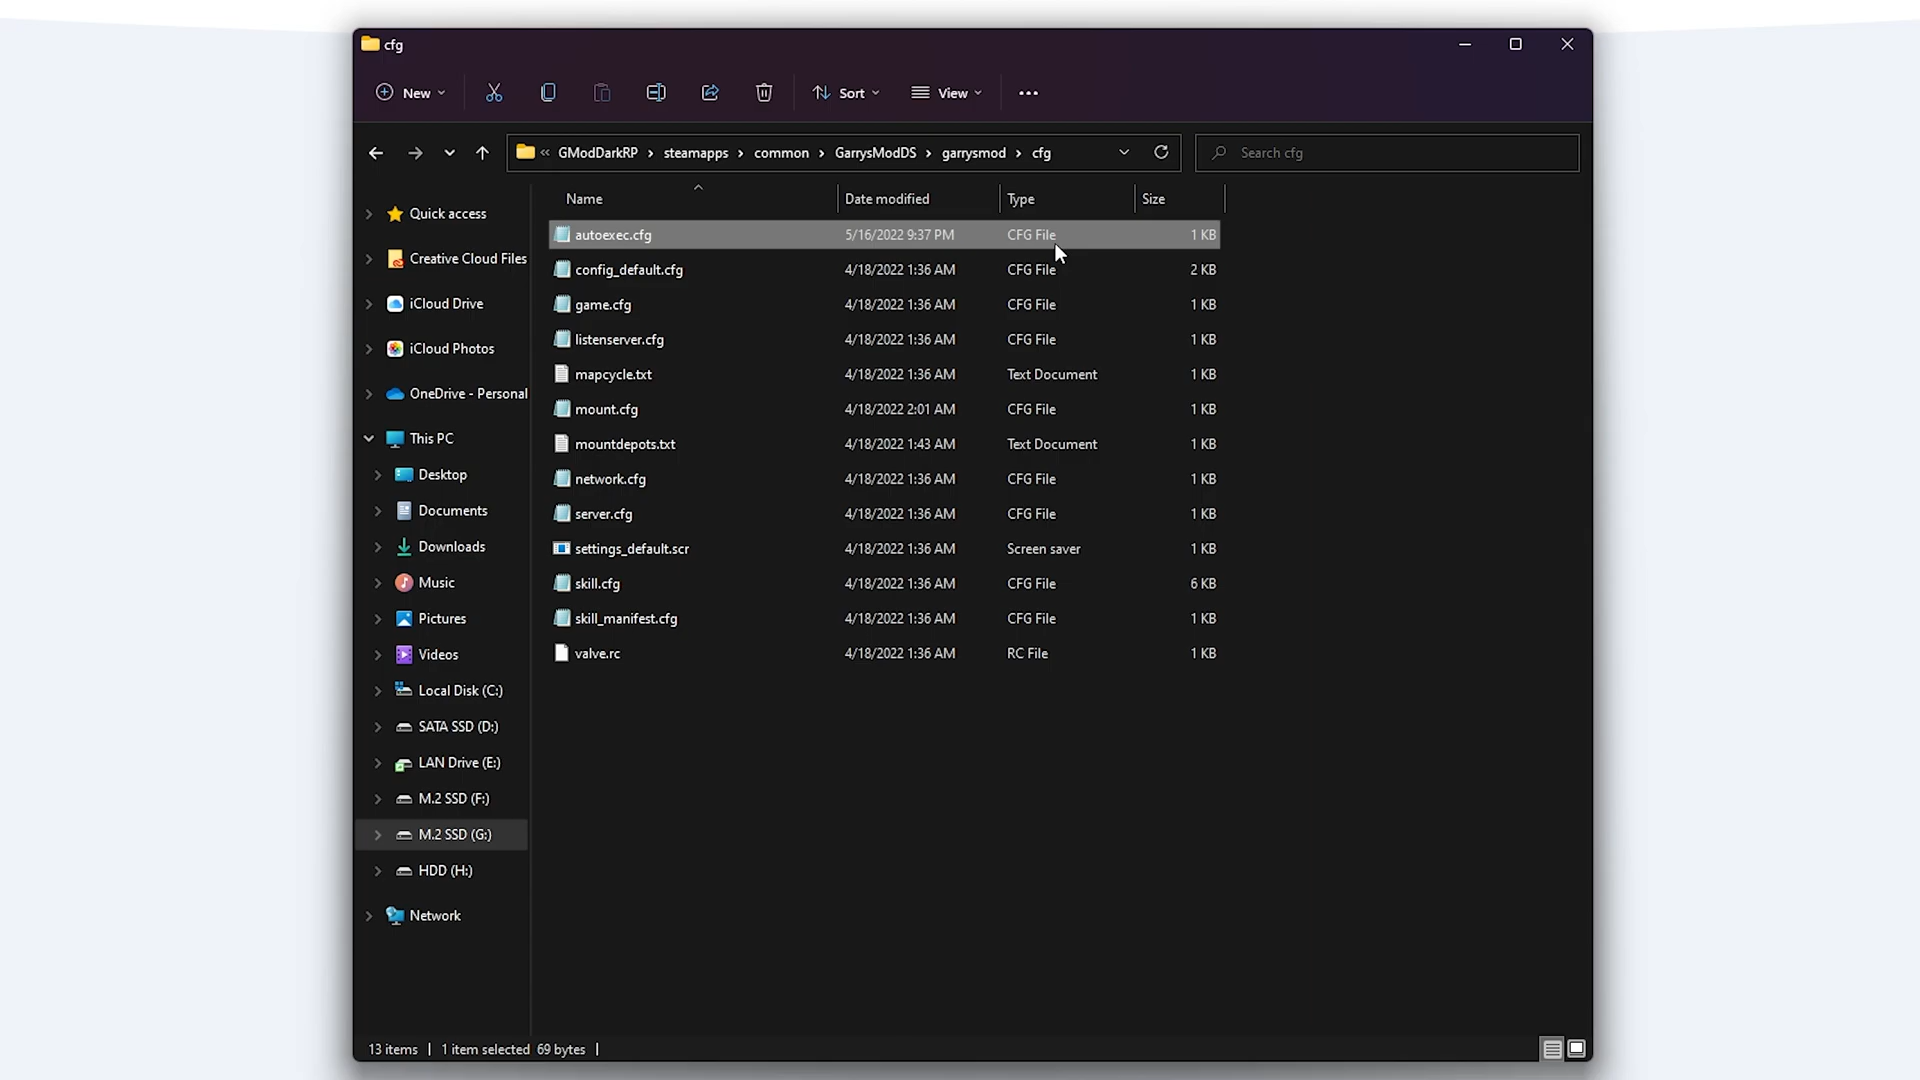 cfg
New
Sort
View
« GModDarkRP > steamapps > common > GarrysModDS > garrysmod > cfg
Search cfg
Name
Date modified
Type
Size
Quick access
Creative Cloud Files
iCloud Drive
iCloud Photos
OneDrive - Personal
This PC
Desktop
Documents
Downloads
Music
Pictures
Videos
Local Disk (C:)
SATA SSD (D:)
LAN Drive (E:)
M.2 SSD (F:)
M.2 SSD (G:)
HDD (H:)
Network
autoexec.cfg 5/16/2022 9:37 PM CFG File 1 KB
config_default.cfg 4/18/2022 1:36 AM CFG File 2 KB
game.cfg 4/18/2022 1:36 AM CFG File 1 KB
listenserver.cfg 4/18/2022 1:36 AM CFG File 1 KB
mapcycle.txt 4/18/2022 1:36 AM Text Document 1 KB
mount.cfg 4/18/2022 2:01 AM CFG File 1 KB
mountdepots.txt 4/18/2022 1:43 AM Text Document 1 KB
network.cfg 4/18/2022 1:36 AM CFG File 1 KB
server.cfg 4/18/2022 1:36 AM CFG File 1 KB
settings_default.scr 4/18/2022 1:36 AM Screen saver 1 KB
skill.cfg 4/18/2022 1:36 AM CFG File 6 KB
skill_manifest.cfg 4/18/2022 1:36 AM CFG File 1 KB
valve.rc 4/18/2022 1:36 AM RC File 1 KB
13 items | 1 item selected 69 bytes |